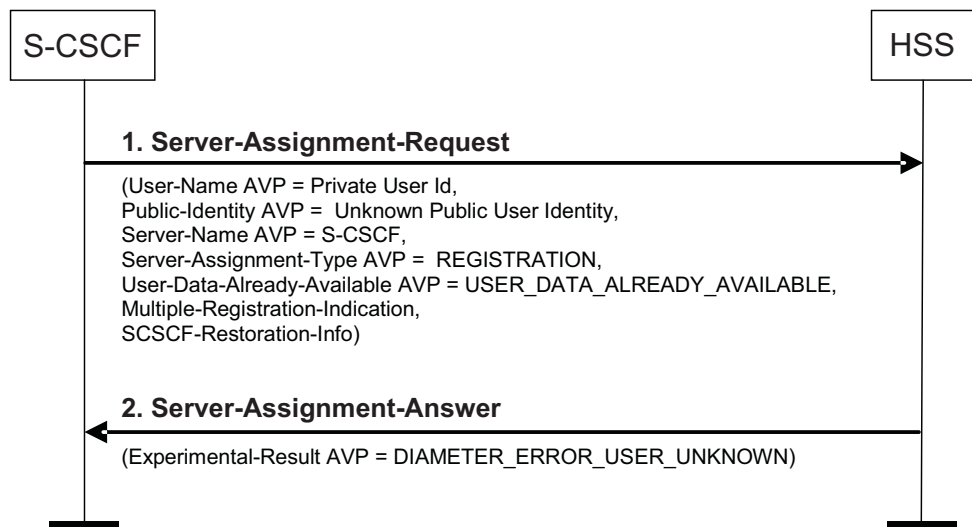 S-CSCF
HSS
1. Server-Assignment-Request
(User-Name AVP = Private User Id,
Public-Identity AVP = Unknown Public User Identity,
Server-Name AVP = S-CSCF,
Server-Assignment-Type AVP = REGISTRATION,
User-Data-Already-Available AVP = USER_DATA_ALREADY_AVAILABLE,
Multiple-Registration-Indication,
SCSCF-Restoration-Info)
2. Server-Assignment-Answer
(Experimental-Result AVP = DIAMETER_ERROR_USER_UNKNOWN)